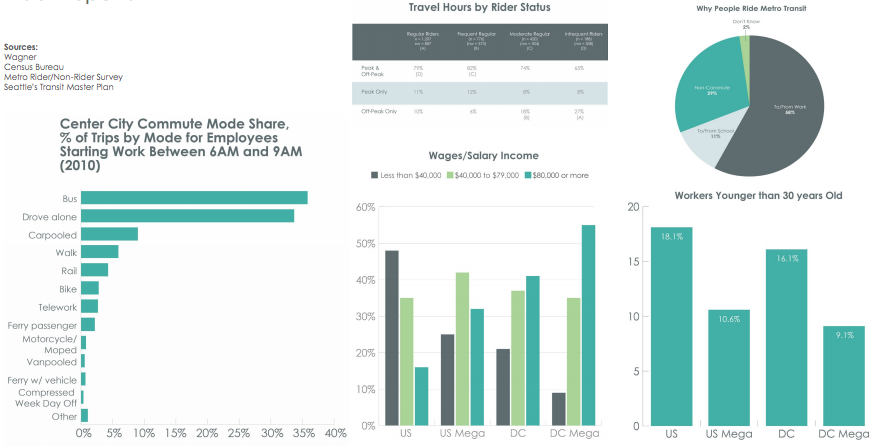 Sources:
Wagner
Census Bureau
Metro Rider/Non-Rider Survey
Seattle's Transit Master Plan
Center City Commute Mode Share,
% of Trips by Mode for Employees
Starting Work Between 6AM and 9AM
(2010)
Bus
Drove alone
Carpooled
Walk
Rail
Bike
Telework
Ferry passenger
Motorcycle/
Moped
Vanpooled
Ferry w/ vehicle
Compressed
Week Day Off
Other
0% 5% 10% 15% 20% 25% 30% 35% 40%
Travel Hours by Rider Status
Regular Riders Frequent Regular Moderate Regular Infrequent Riders
(A) (B) (C) (D)
Peak & 79% 82% 74% 65%
Off-Peak (D) (C)
Peak Only 11% 12% 8% 8%
Off-Peak Only 10% 6% 18% 27%
(B) (A)
Wages/Salary Income
Less than $40,000 $40,000 to $79,000 $80,000 or more
60%
50%
40%
30%
20%
10%
0%
US US Mega DC DC Mega
Why People Ride Metro Transit
Don't Know
2%
Non-Commute
29%
To/From Work
58%
To/From School
11%
Workers Younger than 30 years Old
20
15
10
5
0
18.1%
10.6%
16.1%
9.1%
US US Mega DC DC Mega